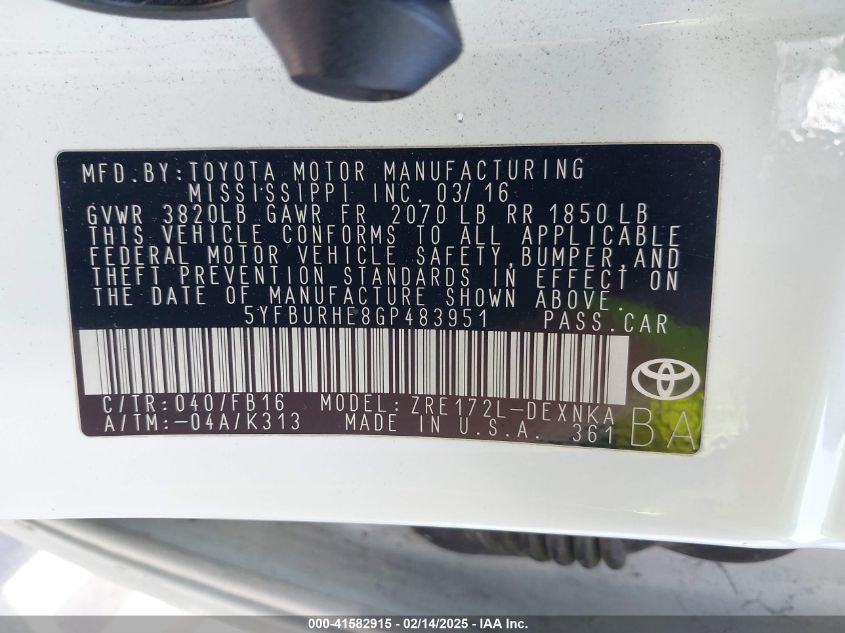 MFD.BY:TOYOTA MOTOR MANUFACTURING
MISSISSIPPI INC. 03/16
GVWR 3820LB GAWR FR 2070 LB RR 1850 LB
THIS VEHICLE CONFORMS TO ALL APPLICABLE
FEDERAL MOTOR VEHICLE SAFETY,BUMPER AND
THEFT PREVENTION STANDARDS IN EFFECT ON
THE DATE OF MANUFACTURE SHOWN ABOVE.
5YFBURHE8GP483951 PASS.CAR
C/TR:040/FB16 MODEL:ZRE172L-DEXNKA
A/TM:-04A/K313 MADE IN U.S.A. 361 BA
000-41582915 - 02/14/2025 - IAA Inc.